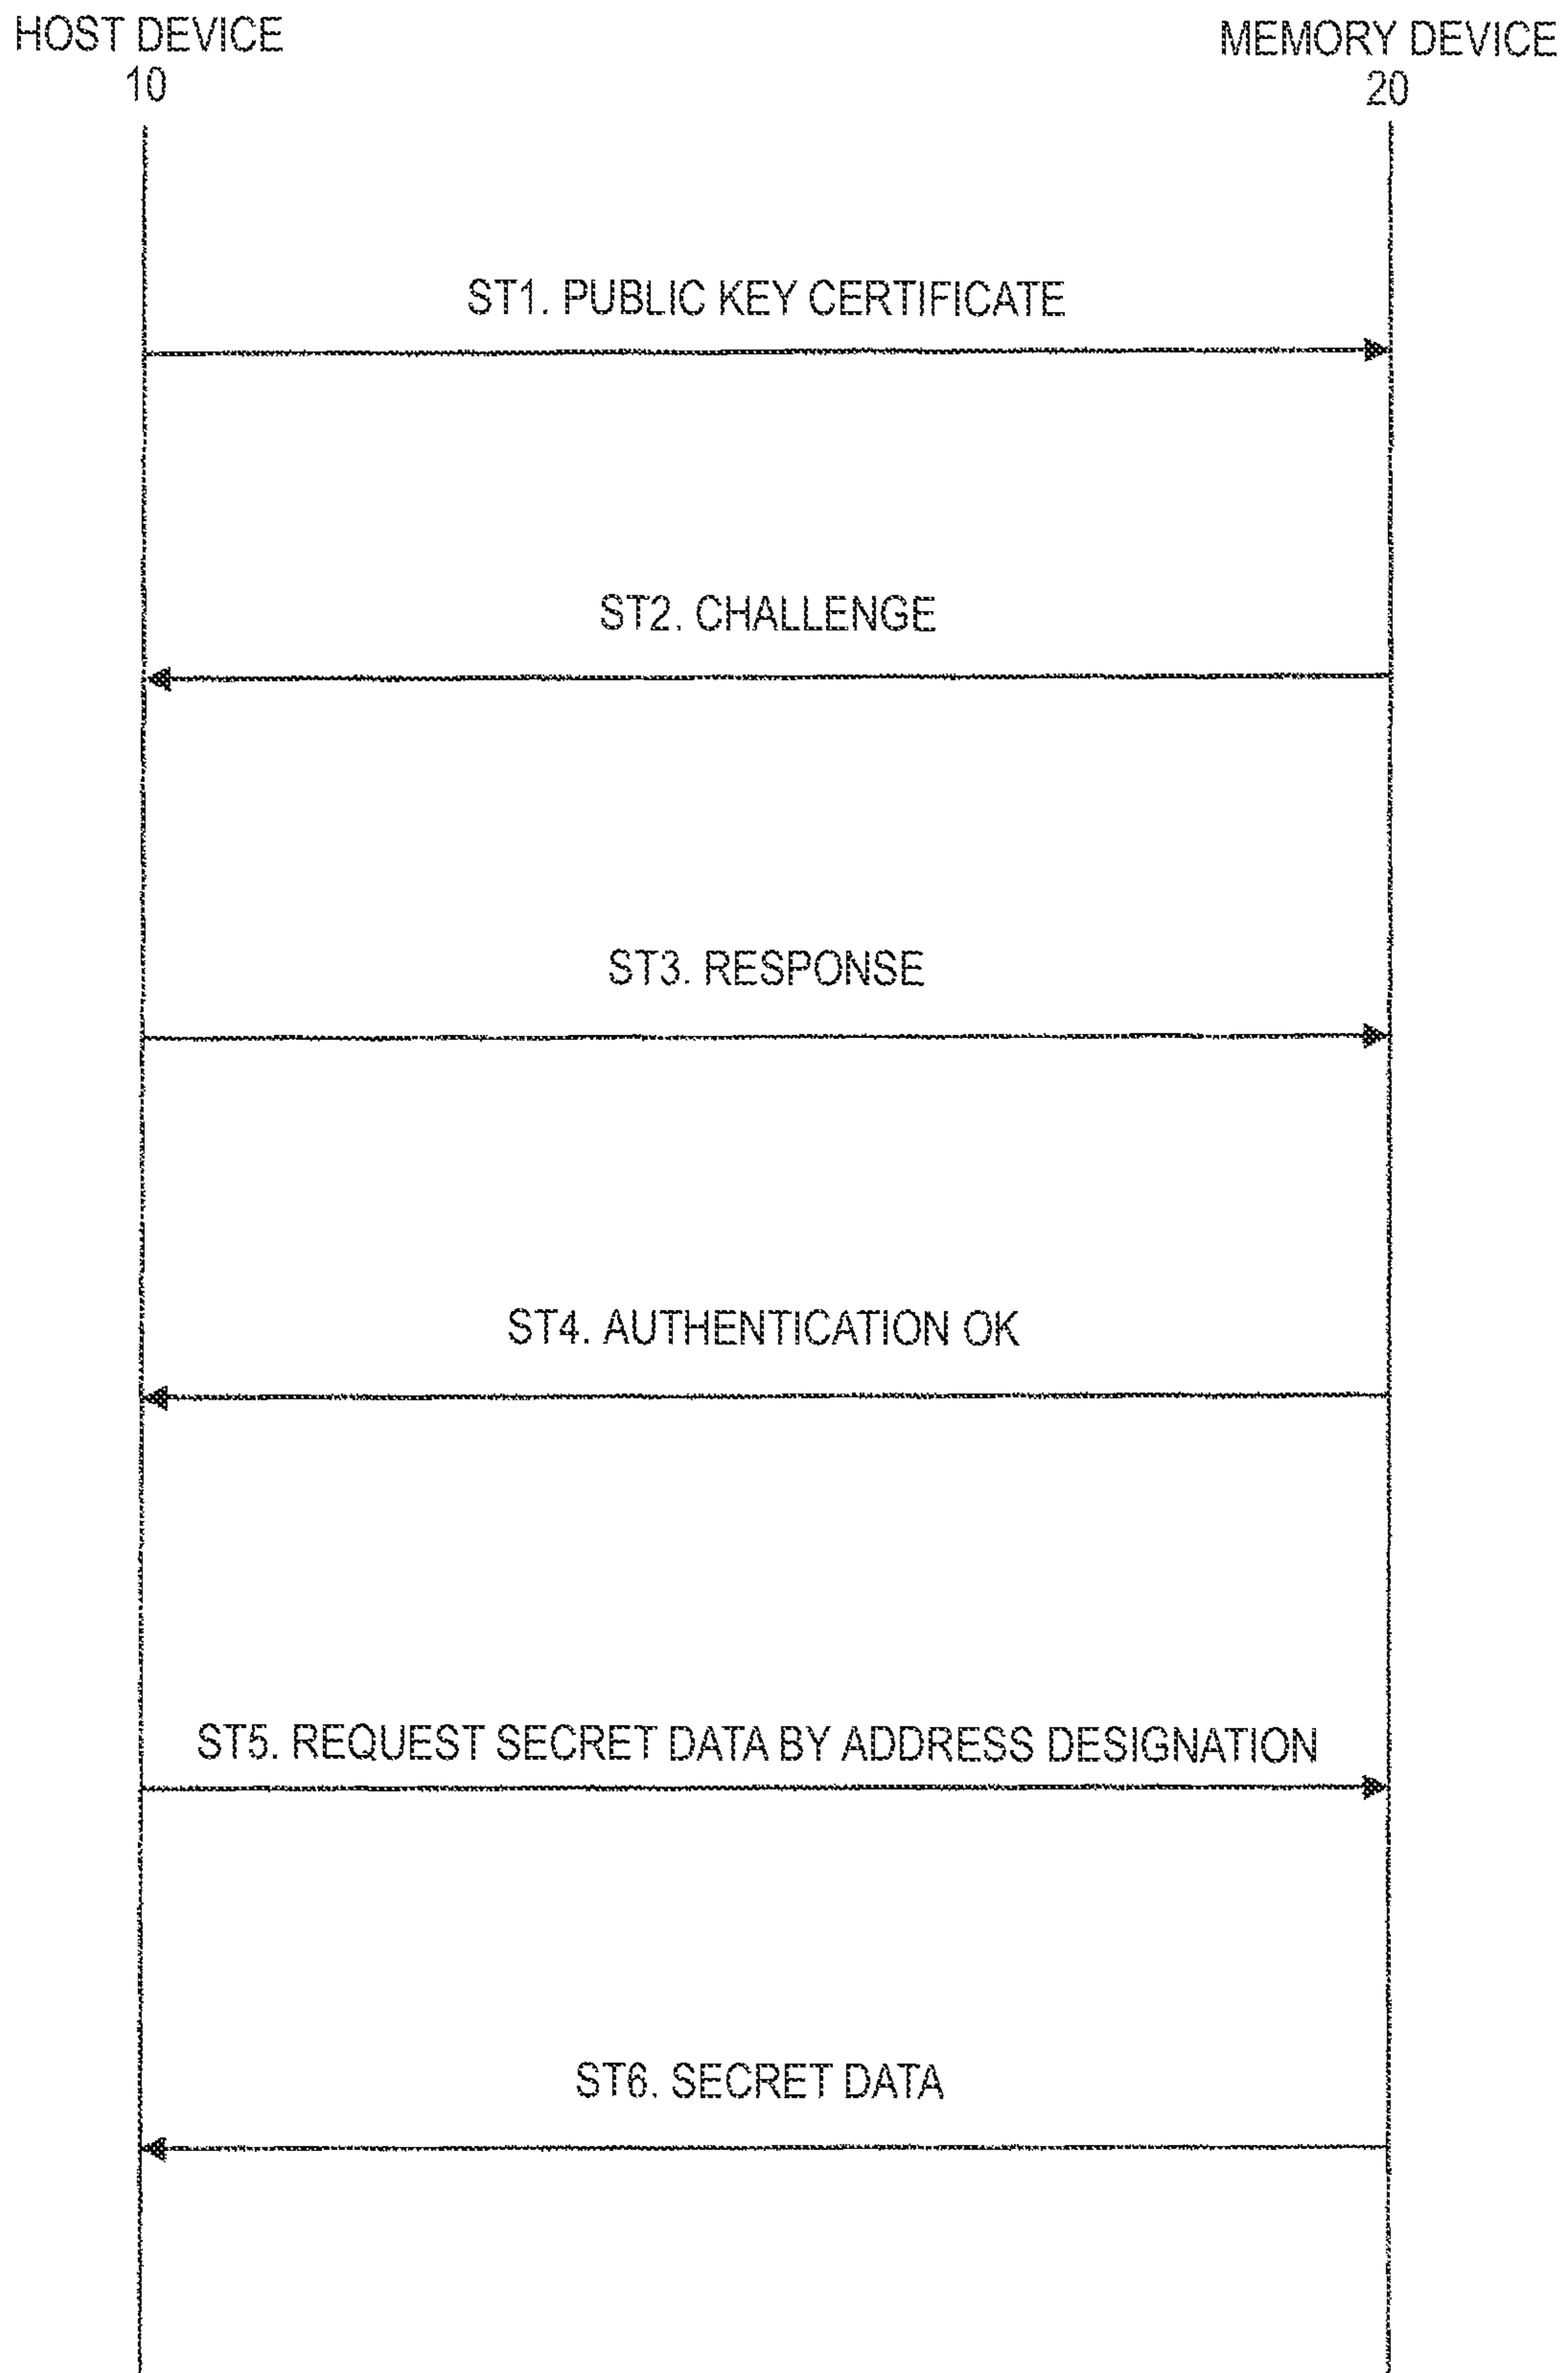 HOST DEVICE
10
MEMORY DEVICE
20
ST1. PUBLIC KEY CERTIFICATE
ST2. CHALLENGE
ST3. RESPONSE
ST4. AUTHENTICATION OK
ST5. REQUEST SECRET DATA BY ADDRESS DESIGNATION
ST6. SECRET DATA